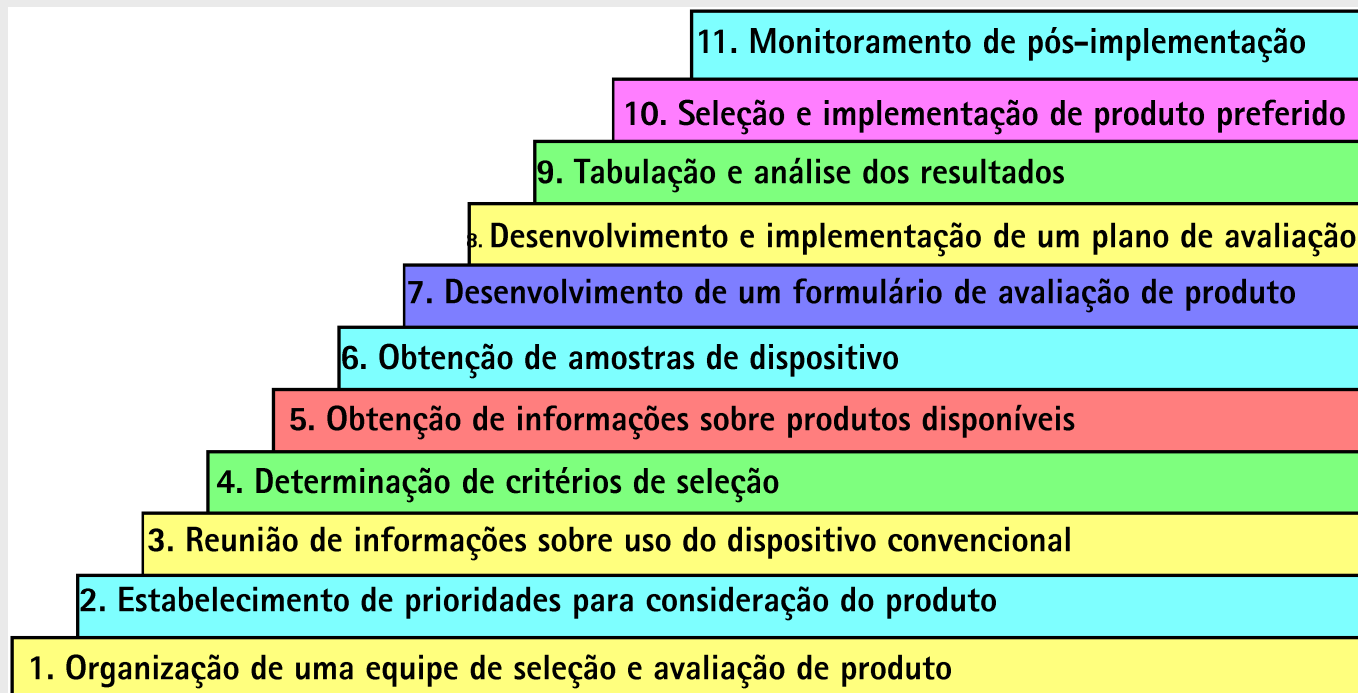 11. Monitoramento de pós-implementação
10. Seleção e implementação de produto preferido
9. Tabulação e análise dos resultados
8. Desenvolvimento e implementação de um plano de avaliação
7. Desenvolvimento de um formulário de avaliação de produto
6. Obtenção de amostras de dispositivo
5. Obtenção de informações sobre produtos disponíveis
4. Determinação de critérios de seleção
3. Reunião de informações sobre uso do dispositivo convencional
2. Estabelecimento de prioridades para consideração do produto
1. Organização de uma equipe de seleção e avaliação de produto